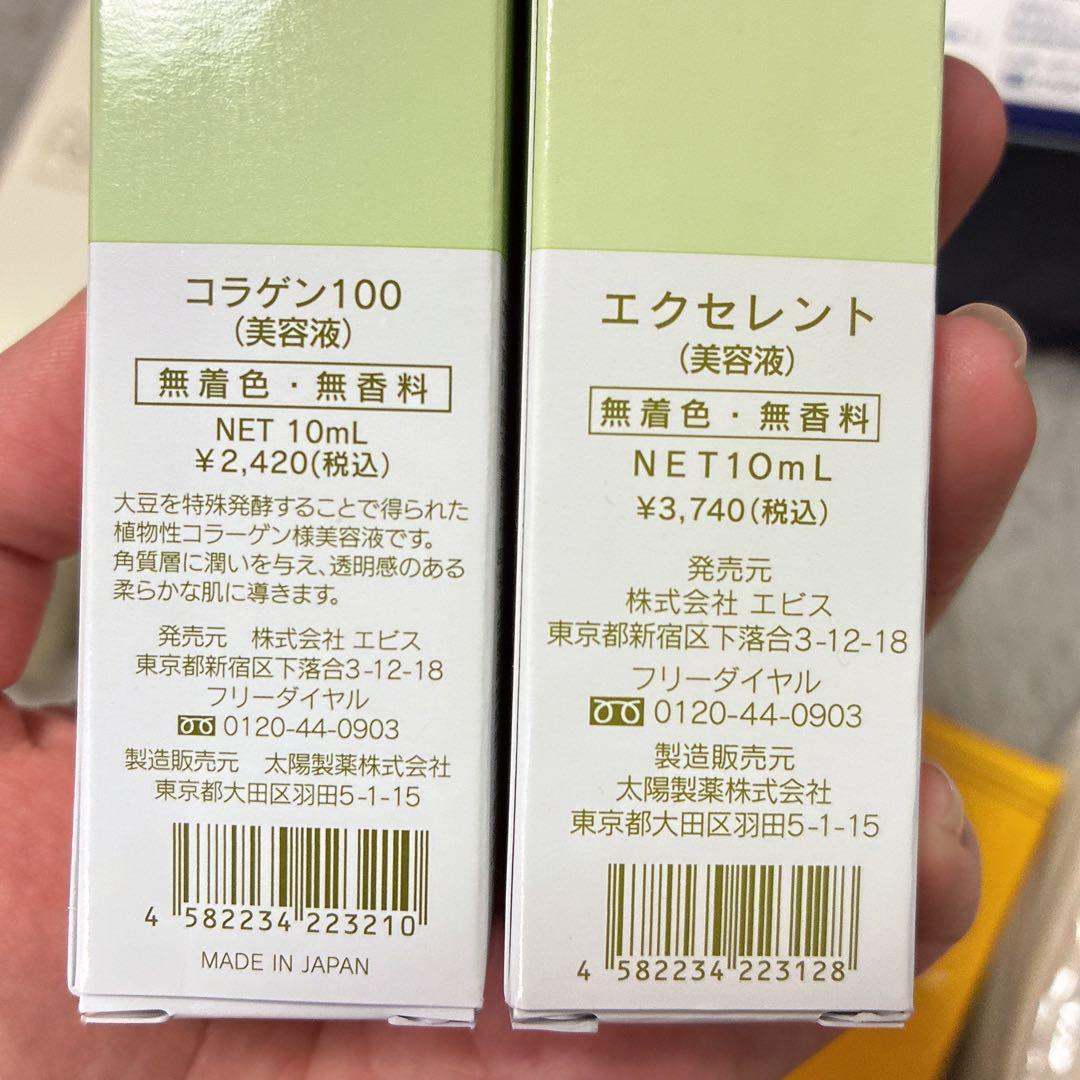 コラゲン100
(美容液)
無着色・無香料
NET 10mL
￥2,420(税込)
大豆を特殊発酵することで得られた
植物性コラーゲン様美容液です。
角質層に潤いを与え、透明感のある
柔らかな肌に導きます。
発売元 株式会社 エビス
東京都新宿区下落合3-12-18
フリーダイヤル
0120-44-0903
製造販売元 太陽製薬株式会社
東京都大田区羽田5-1-15
4 582234 223210
MADE IN JAPAN
エクセレント
(美容液)
無着色・無香料
NET10mL
¥3,740(税込)
発売元
株式会社 エビス
東京都新宿区下落合3-12-18
フリーダイヤル
0120-44-0903
製造販売元
太陽製薬株式会社
東京都大田区羽田5-1-15
4 582234 223128